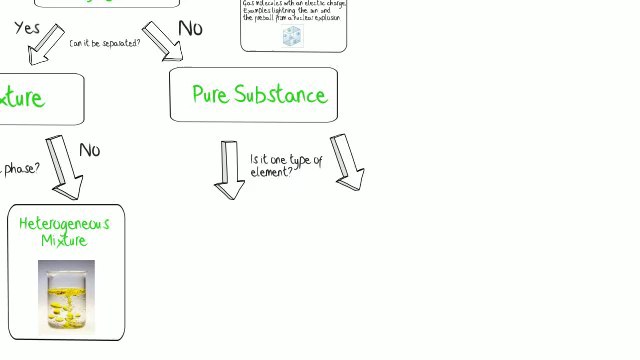 Gas molecules with an electric charge,
Examples lightning the sun and
the fireball from a nuclear explosion
Yes
Can it be separated?
NO
xture
Pure Substance
phase?
NO
Is it one type of
element?
Heterogeneous
Mixture